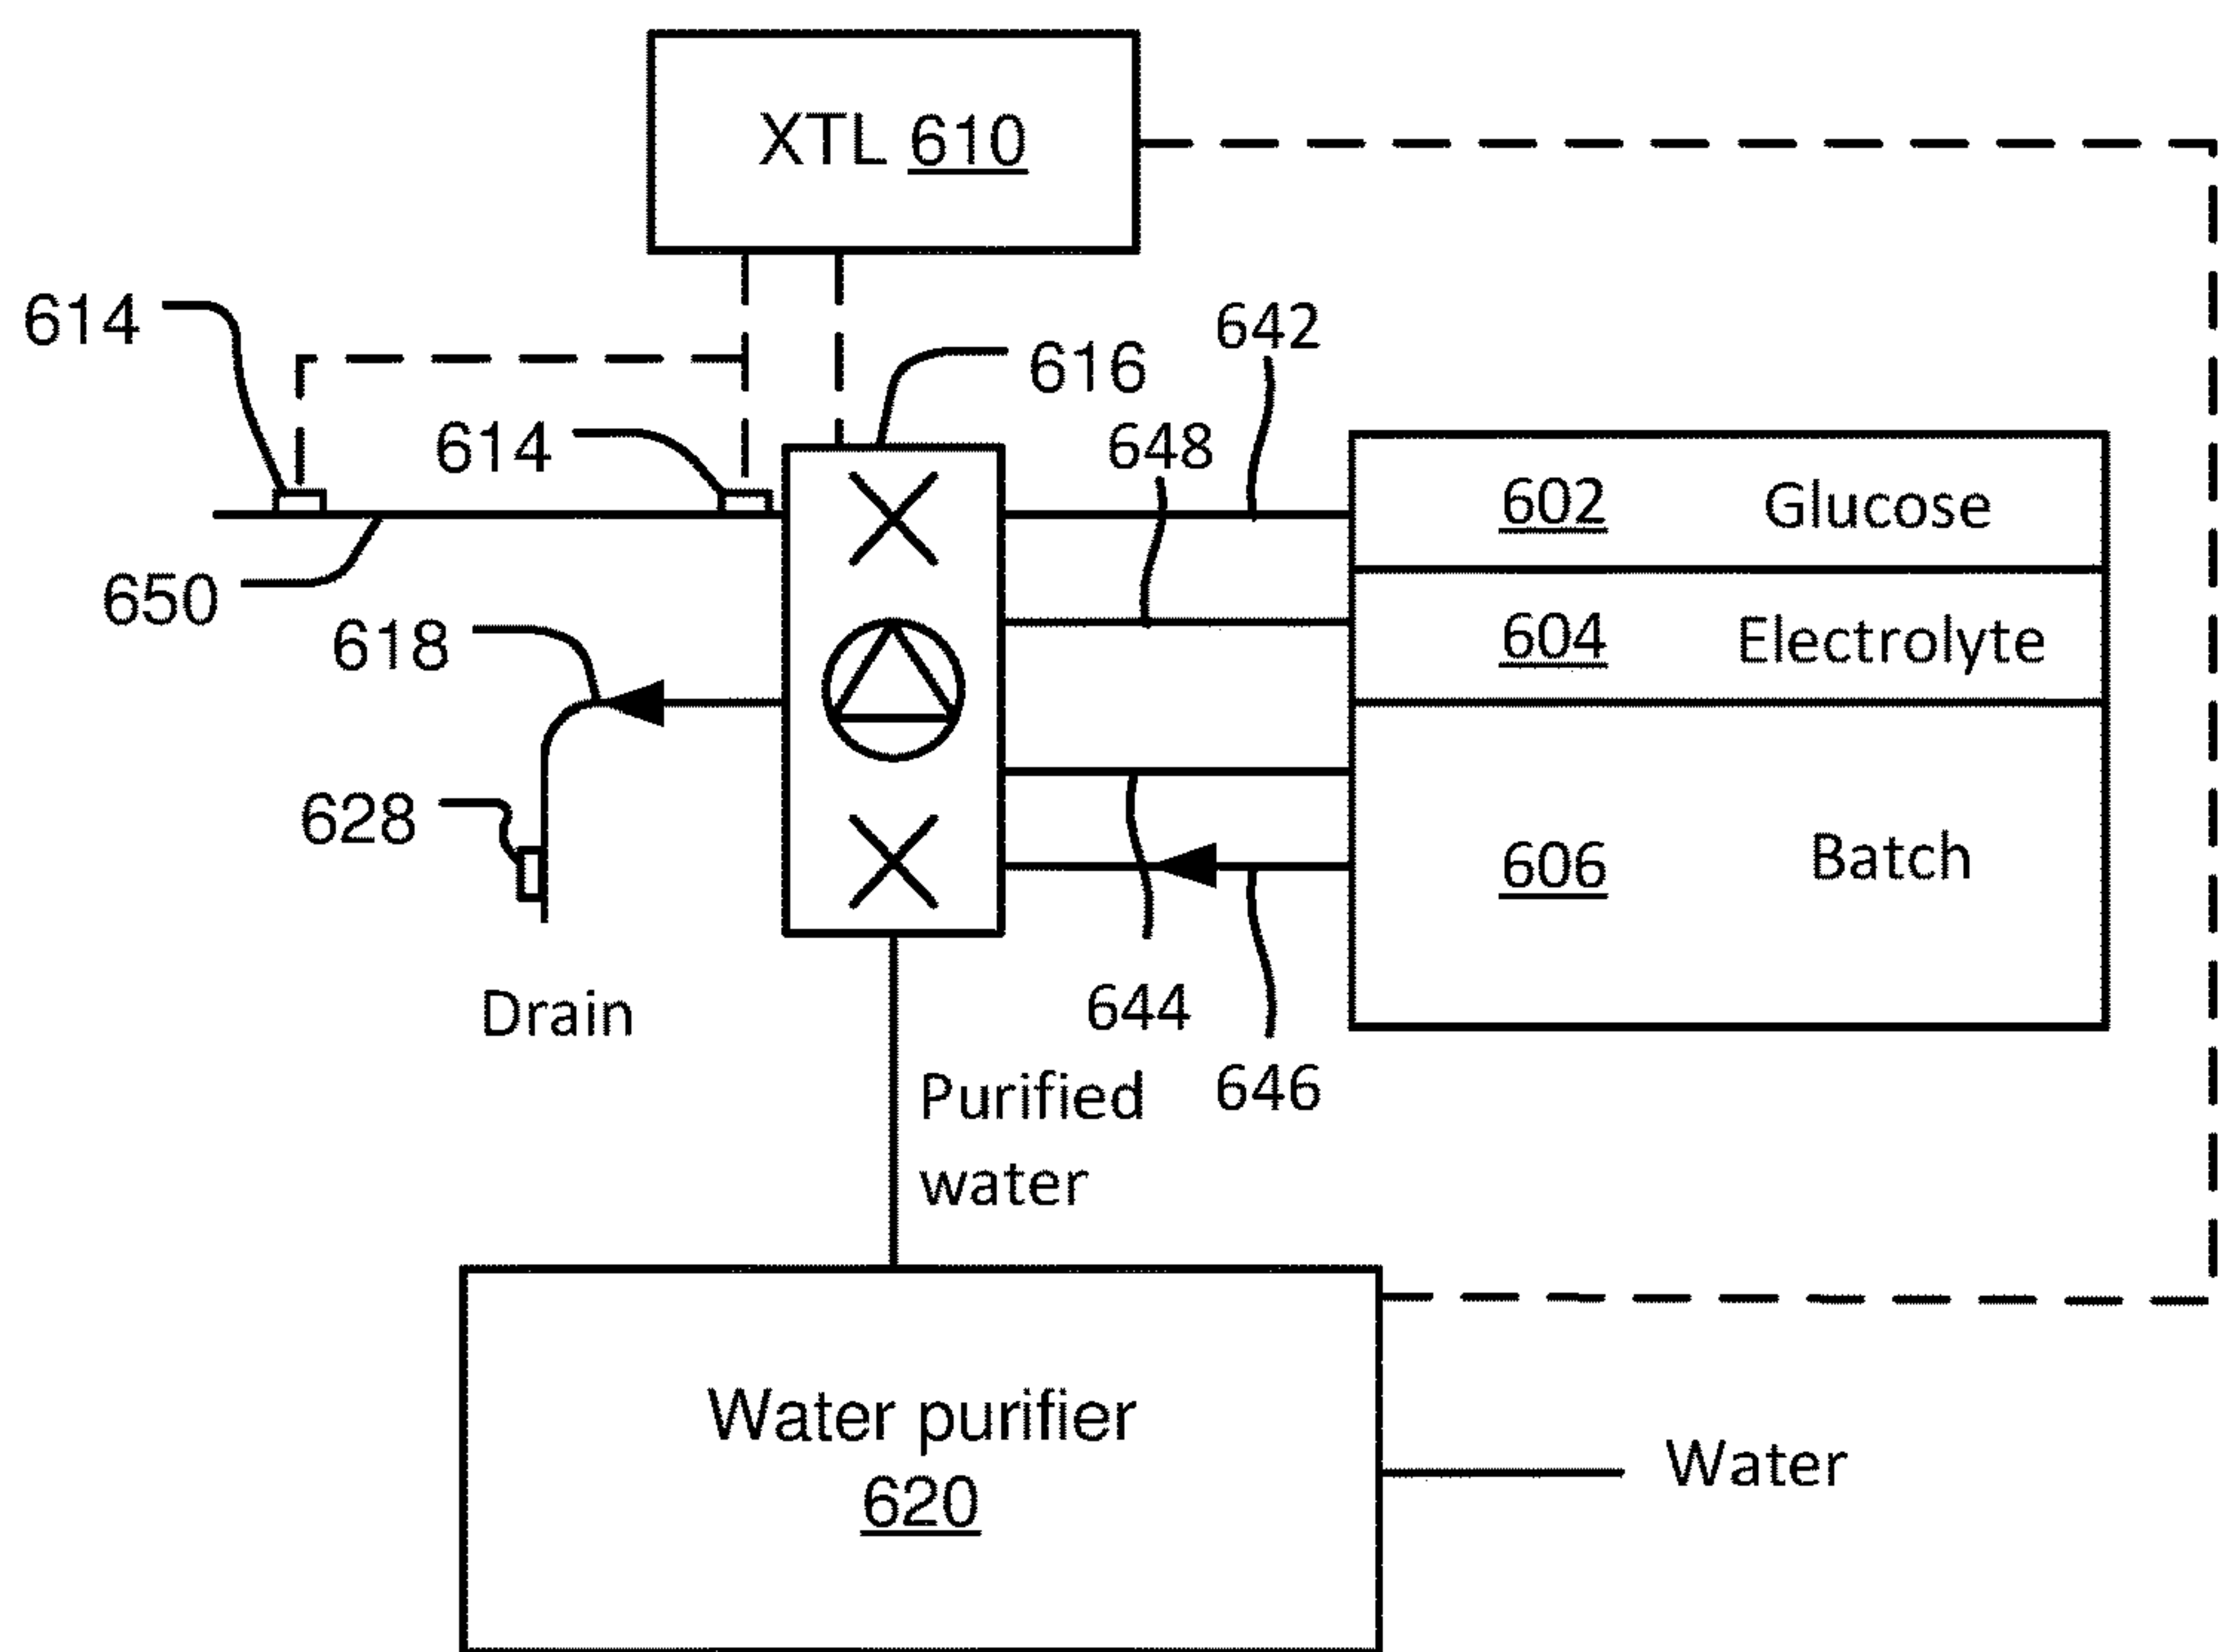 XTL 610
614
642
616
614
648
602 Glucose
650
618
604 Electrolyte
628
606 Batch
Drain
644
646
Purified
water
Water purifier
620
Water